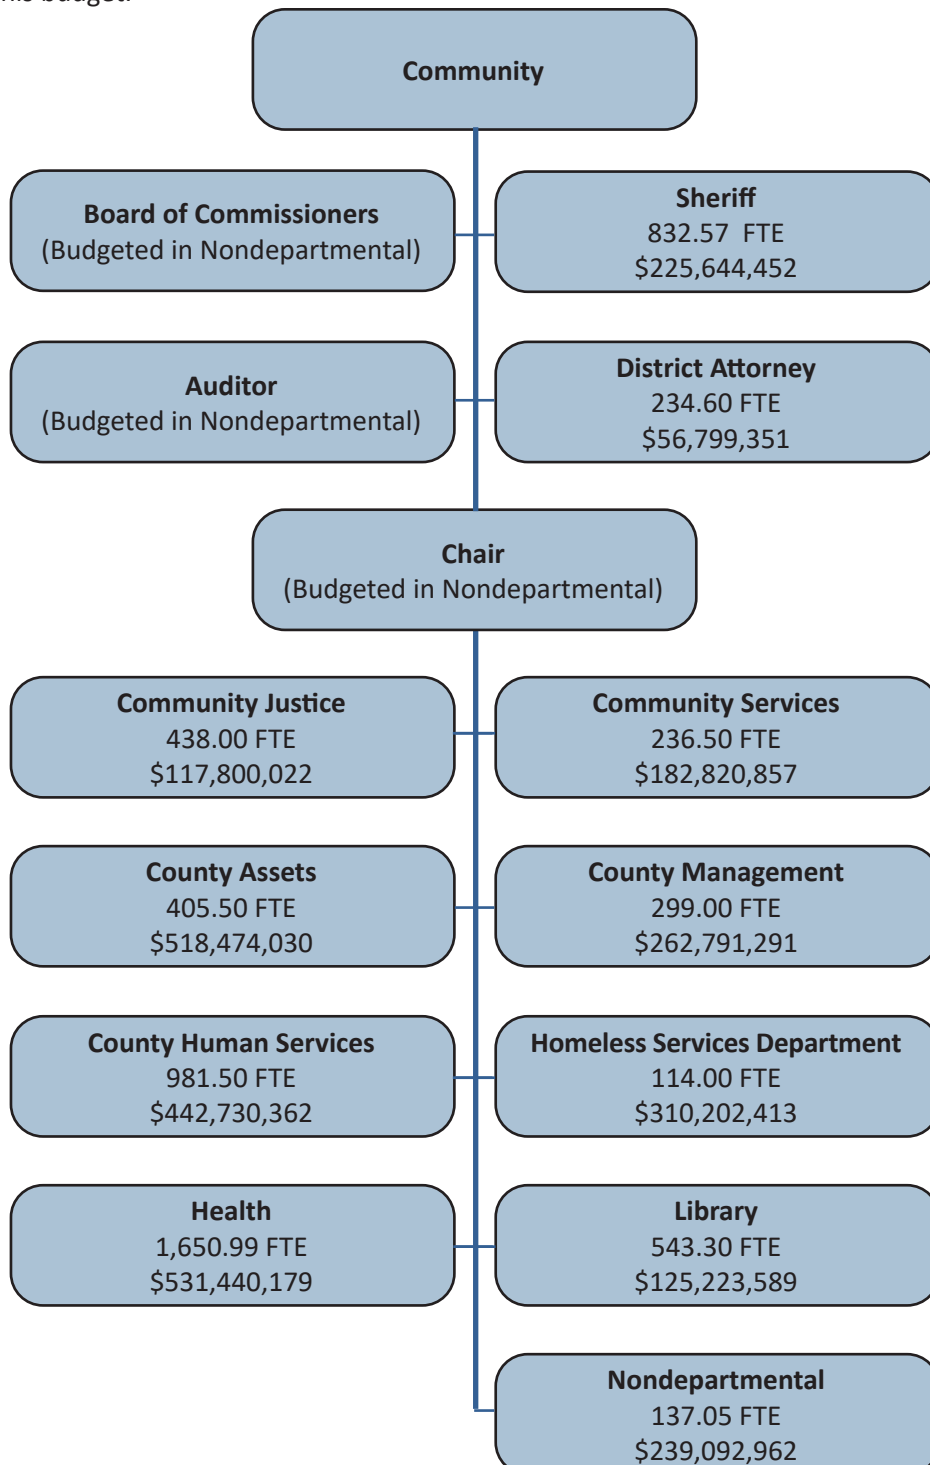 his budget.
Community
Board of Commissioners
(Budgeted in Nondepartmental)
Sheriff
832.57 FTE
$225,644,452
Auditor
(Budgeted in Nondepartmental)
District Attorney
234.60 FTE
$56,799,351
Chair
(Budgeted in Nondepartmental)
Community Justice
438.00 FTE
$117,800,022
Community Services
236.50 FTE
$182,820,857
County Assets
405.50 FTE
$518,474,030
County Management
299.00 FTE
$262,791,291
County Human Services
981.50 FTE
$442,730,362
Homeless Services Department
114.00 FTE
$310,202,413
Health
1,650.99 FTE
$531,440,179
Library
543.30 FTE
$125,223,589
Nondepartmental
137.05 FTE
$239,092,962